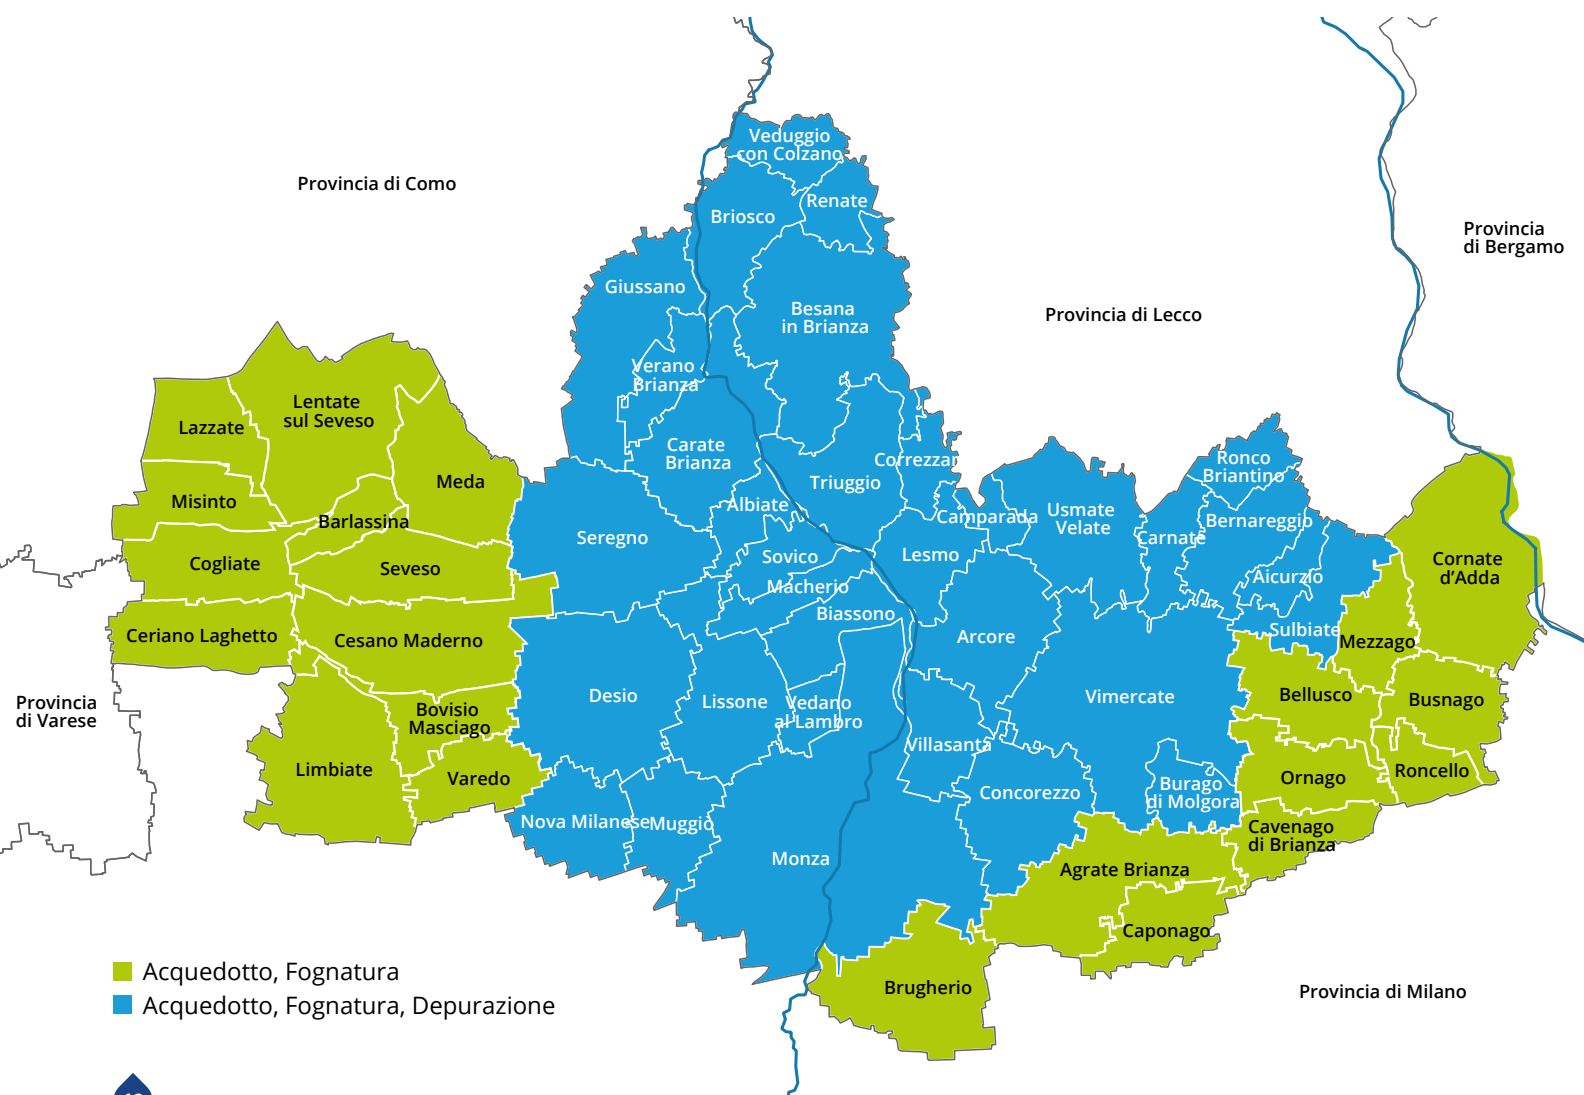 Veduggio
con Colzano
Provincia di Como
Renate
Briosco
Provincia
di Bergamo
Giussano
Besana
in Brianza
Provincia di Lecco
Verano
Brianza
Lentate
sul Seveso
Lazzate
Carate
Brianza
Correzzan
Ronco
Briantino
Meda
Triuggio
Misinto
Albiate
Camparada
Usmate
Velate
Barlassina
Bernareggio
Seregno
Carnate
Sovico
Lesmo
Cogliate
Seveso
Cornate
d’Adda
Aicurzio
Macherio
Biassono
Ceriano Laghetto
Cesano Maderno
Arcore
Sulbiate
Mezzago
Provincia
di Varese
Desio
Lissone
Vedano
al Lambro
Vimercate
Bellusco
Busnago
Bovisio
Masciago
Villasanta
Limbiate
Varedo
Ornago
Roncello
Concorezzo
Burago
di Molgora
Nova Milanese
Muggiò
Cavenago
di Brianza
Monza
Agrate Brianza
Caponago
Acquedotto, Fognatura
Brugherio
Provincia di Milano
Acquedotto, Fognatura, Depurazione